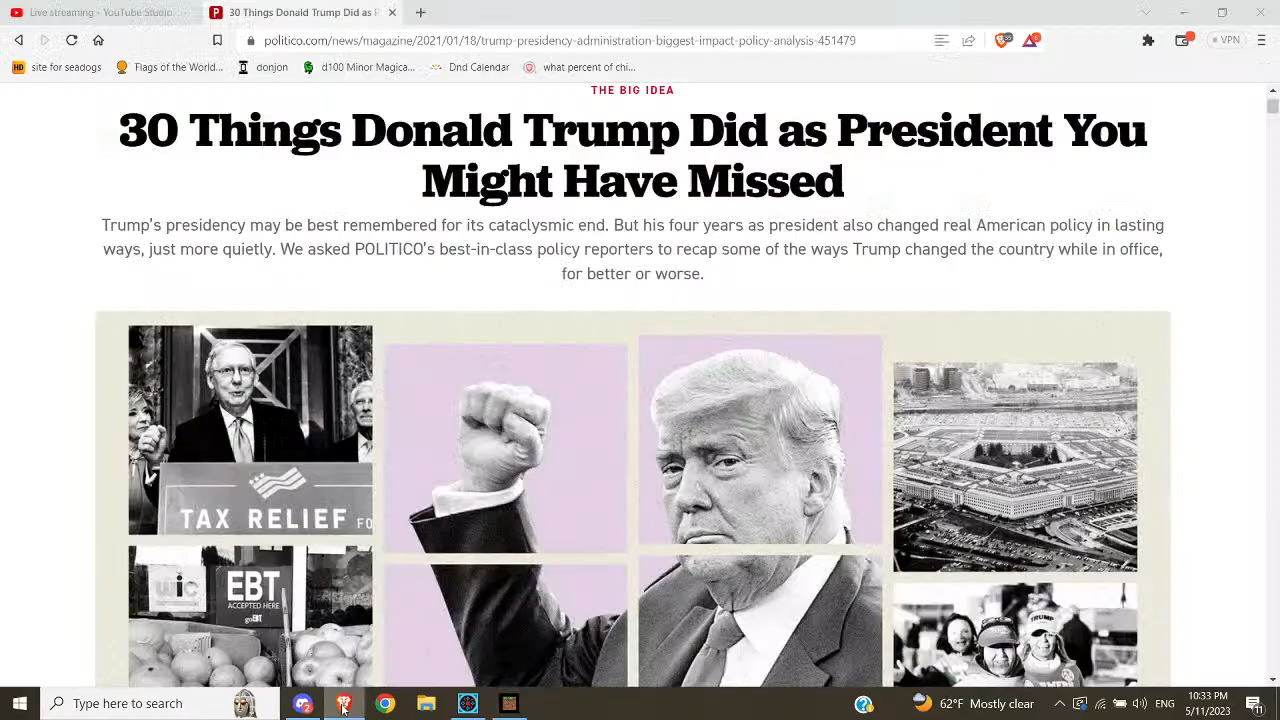 Live streaming - YouTube Studio
30 Things Donald Trump Did as P
politico.com/news/magazine/2021/01/18/trump-presidency-administration-biggest-impact-policy-analysis-451479
VPN
HD site for seadogs
Flags of the World...
donjon
d100 Minor Magica...
2nd Calendar
what percent of chi...
THE BIG IDEA
30 Things Donald Trump Did as President You
Might Have Missed
Trump's presidency may be best remembered for its cataclysmic end. But his four years as president also changed real American policy in lasting
ways, just more quietly. We asked POLITICO's best-in-class policy reporters to recap some of the ways Trump changed the country while in office,
for better or worse.
TAX RELIEF FO
wic
EBT
ACCEPTED HERE
goEBT
TRUMP
Type here to search
62°F Mostly clear
10:33 PM
5/11/2023